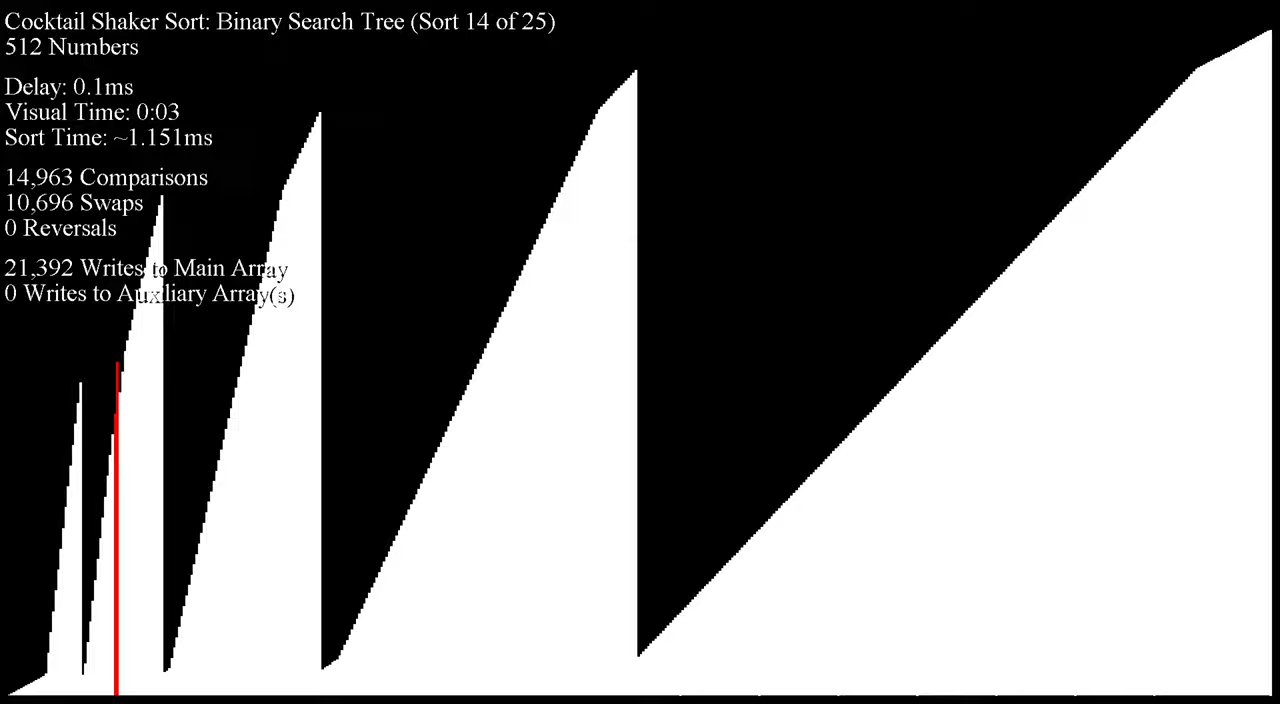 Cocktail Shaker Sort: Binary Search Tree (Sort 14 of 25)
512 Numbers
Delay: 0.1ms
Visual Time: 0:03
Sort Time: ~1.151ms
14,963 Comparisons
10,696 Swaps
0 Reversals
21,392 Writes to Main Array
0 Writes to Auxiliary Array(s)